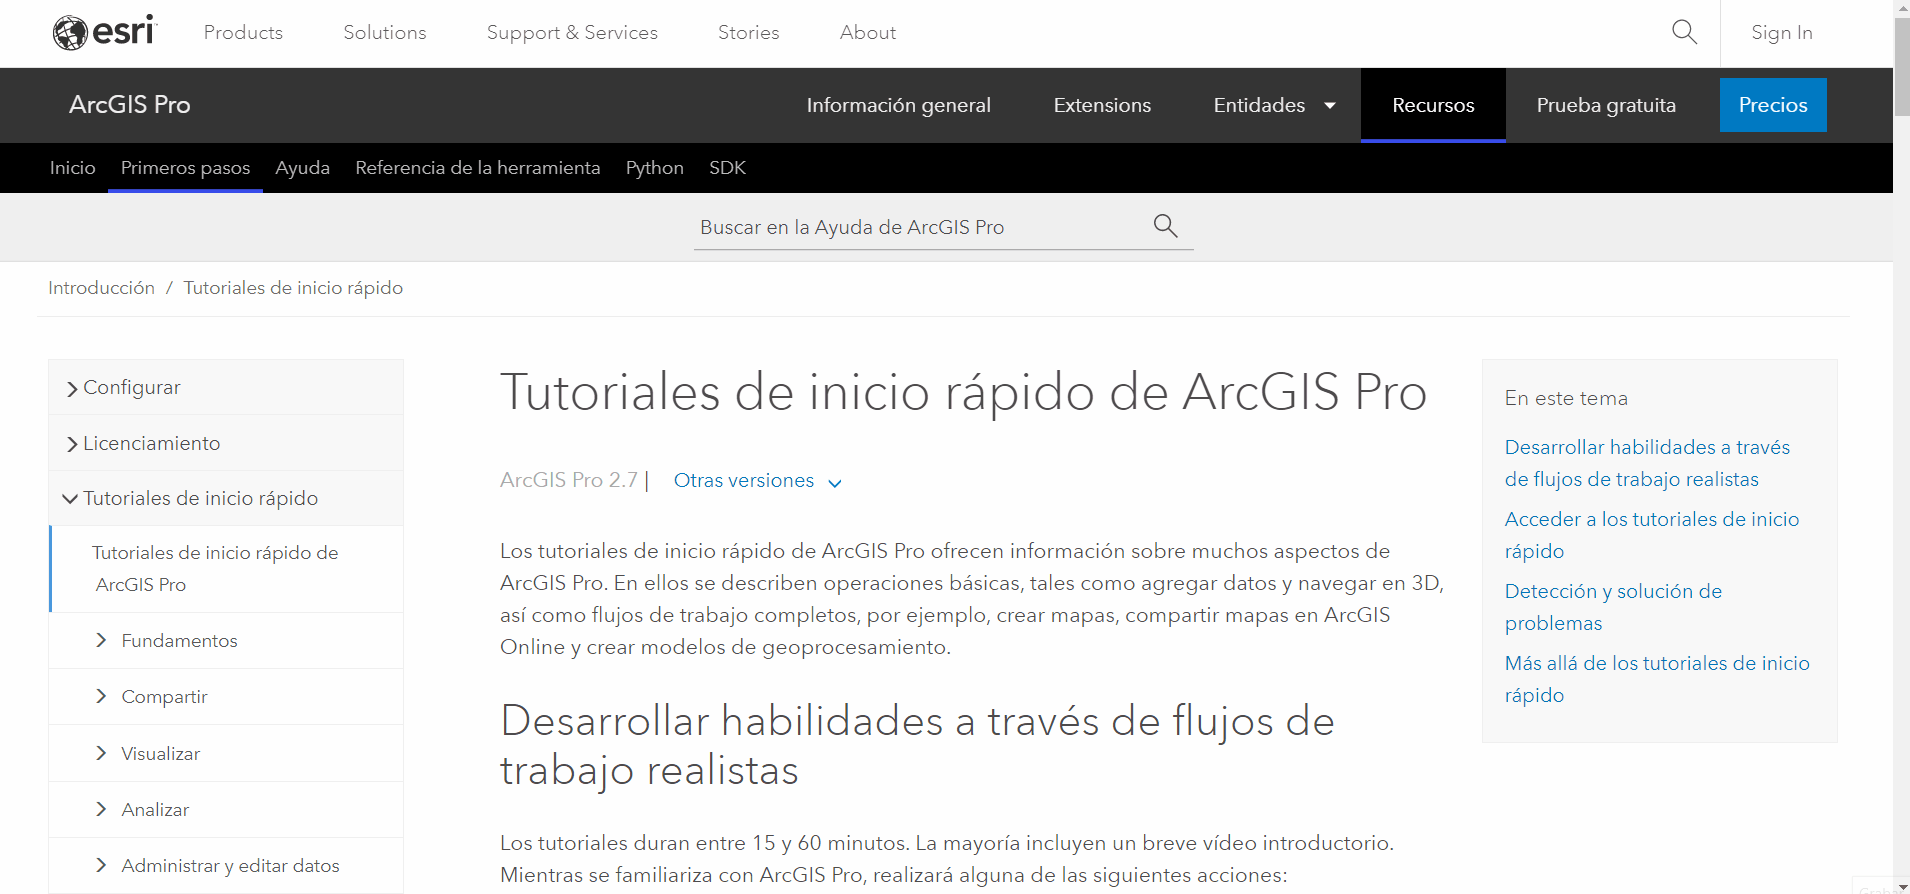 esri
Products Solutions Support & Services Stories About Sign In
ArcGIS Pro Información general Extensions Entidades Recursos Prueba gratuita Precios
Inicio Primeros pasos Ayuda Referencia de la herramienta Python SDK
Buscar en la Ayuda de ArcGIS Pro
Introducción / Tutoriales de inicio rápido
Configurar
Licenciamiento
Tutoriales de inicio rápido
Tutoriales de inicio rápido de
ArcGIS Pro
Fundamentos
Compartir
Visualizar
Analizar
Administrar y editar datos
Tutoriales de inicio rápido de ArcGIS Pro
ArcGIS Pro 2.7 | Otras versiones
Los tutoriales de inicio rápido de ArcGIS Pro ofrecen información sobre muchos aspectos de
ArcGIS Pro. En ellos se describen operaciones básicas, tales como agregar datos y navegar en 3D,
así como flujos de trabajo completos, por ejemplo, crear mapas, compartir mapas en ArcGIS
Online y crear modelos de geoprocesamiento.
Desarrollar habilidades a través de flujos de
trabajo realistas
Los tutoriales duran entre 15 y 60 minutos. La mayoría incluyen un breve vídeo introductorio.
Mientras se familiariza con ArcGIS Pro, realizará alguna de las siguientes acciones:
En este tema
Desarrollar habilidades a través
de flujos de trabajo realistas
Acceder a los tutoriales de inicio
rápido
Detección y solución de
problemas
Más allá de los tutoriales de inicio
rápido